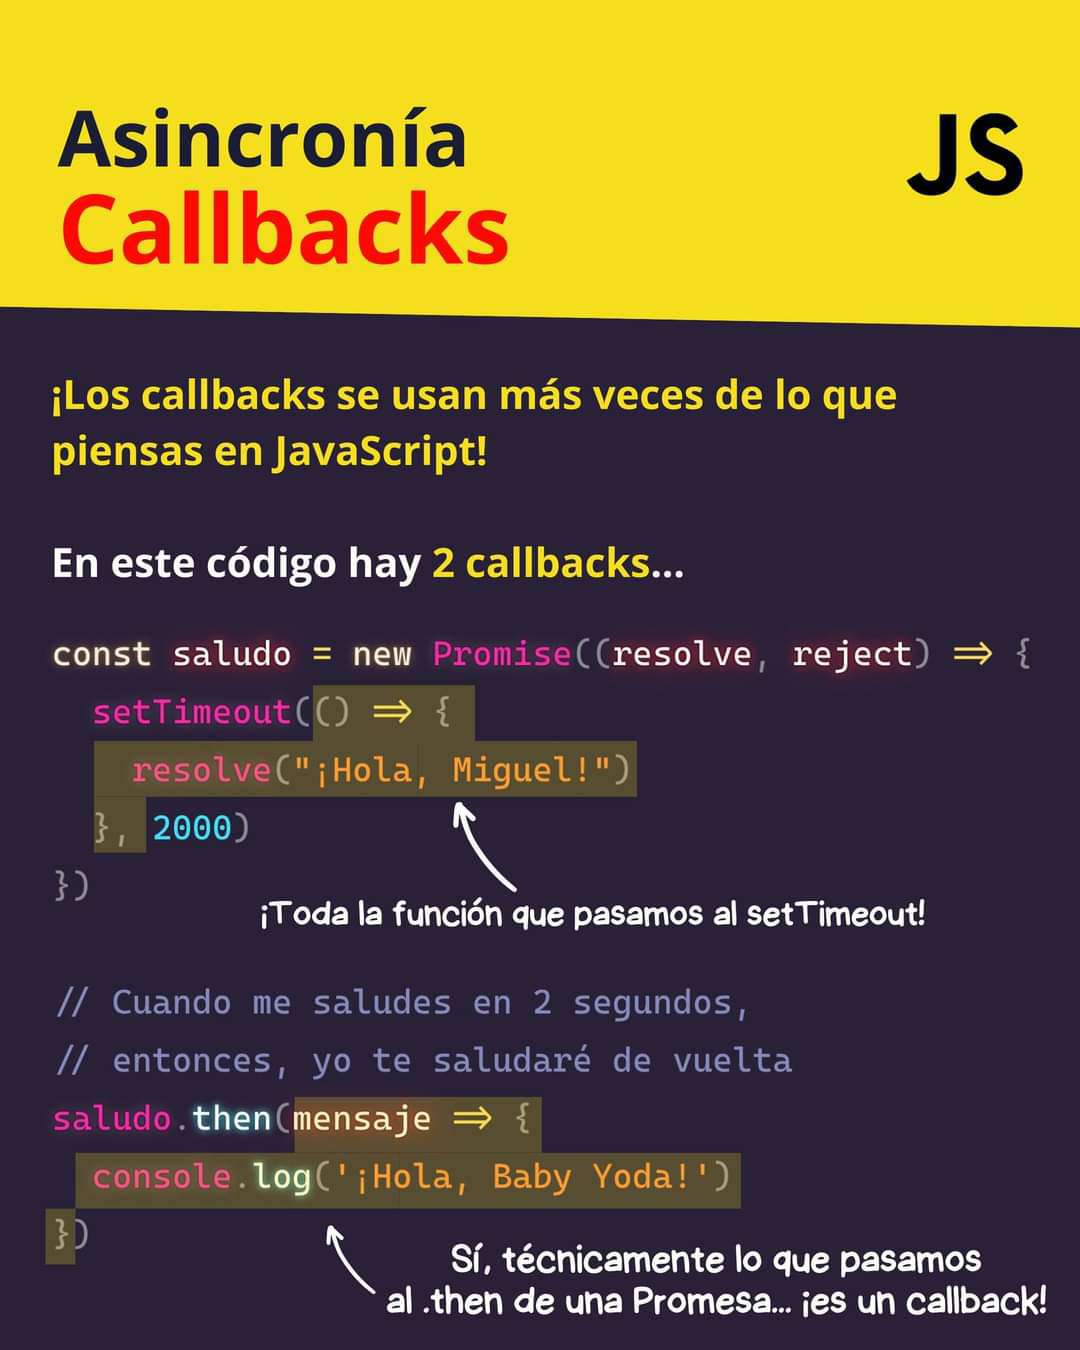 Asincronía
JS
Callbacks
¡Los callbacks se usan más veces de lo que
piensas en JavaScript!
En este código hay 2 callbacks...
const saludo = new Promise((resolve, reject) => {
setTimeout(() => {
resolve("¡Hola, Miguel!")
}, 2000)
})
¡Toda la función que pasamos al setTimeout!
// Cuando me saludes en 2 segundos,
// entonces, yo te saludaré de vuelta
saludo.then(mensaje => {
console.log('¡Hola, Baby Yoda!')
})
Sí, técnicamente lo que pasamos
al .then de una Promesa... ¡es un callback!